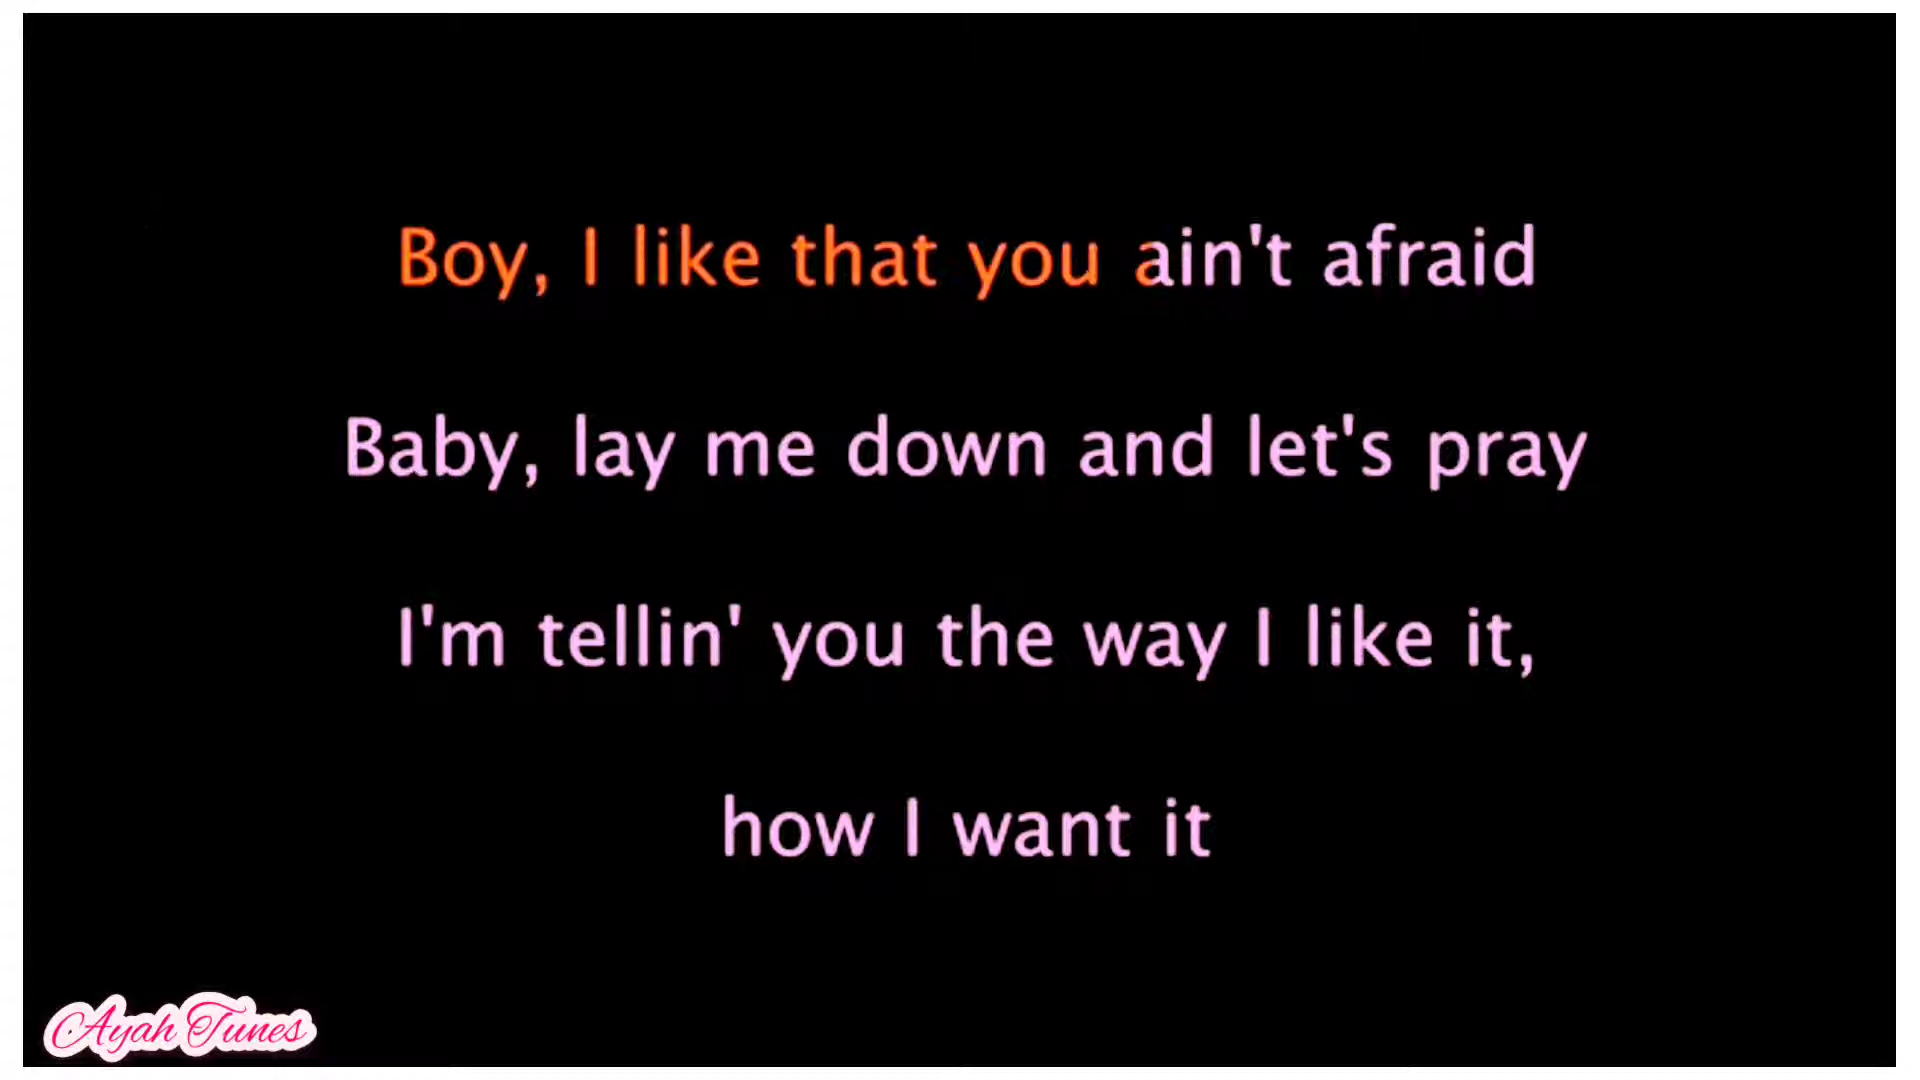 Boy, I like that you ain't afraid
Baby, lay me down and let's pray
I'm tellin' you the way I like it,
how I want it
Ayah Tunes